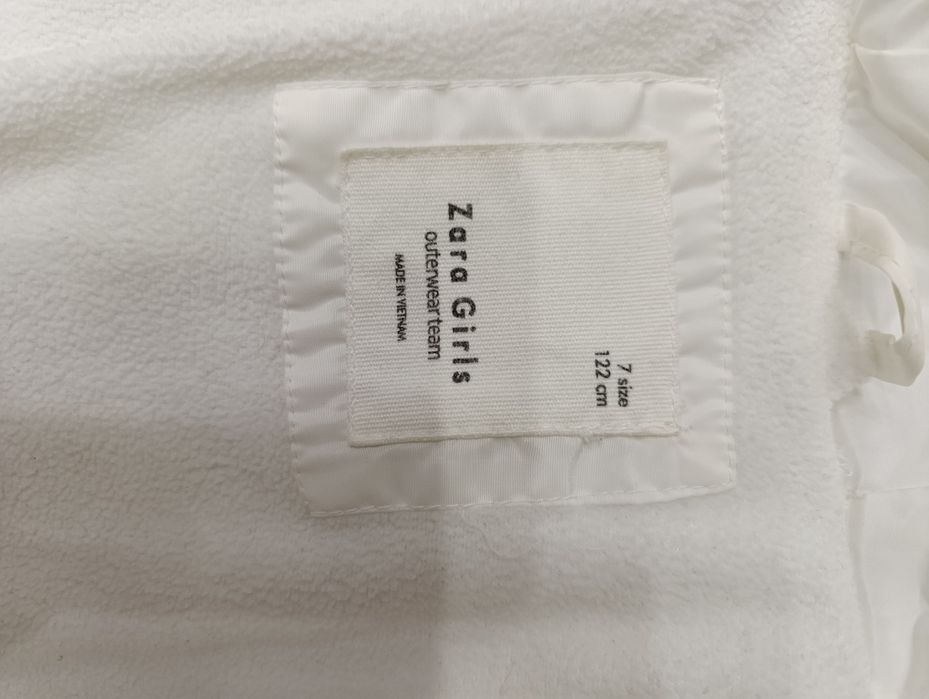 7 size
122 cm
Zara Girls
outerwear team
MADE IN VIETNAM